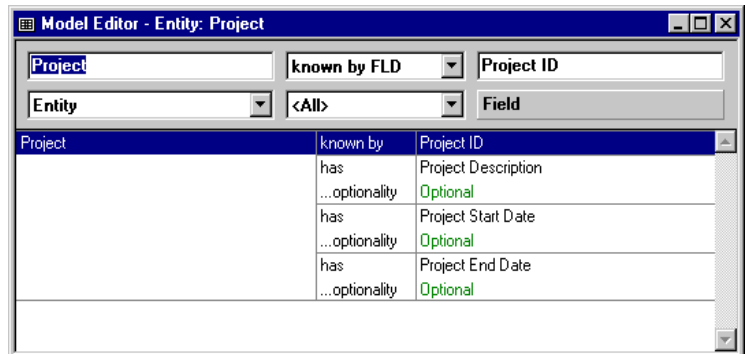 Model Editor - Entity: Project
Project known by FLD Project ID
Entity <All> Field
Project known by Project ID
has Project Description
...optionality Optional
has Project Start Date
...optionality Optional
has Project End Date
...optionality Optional